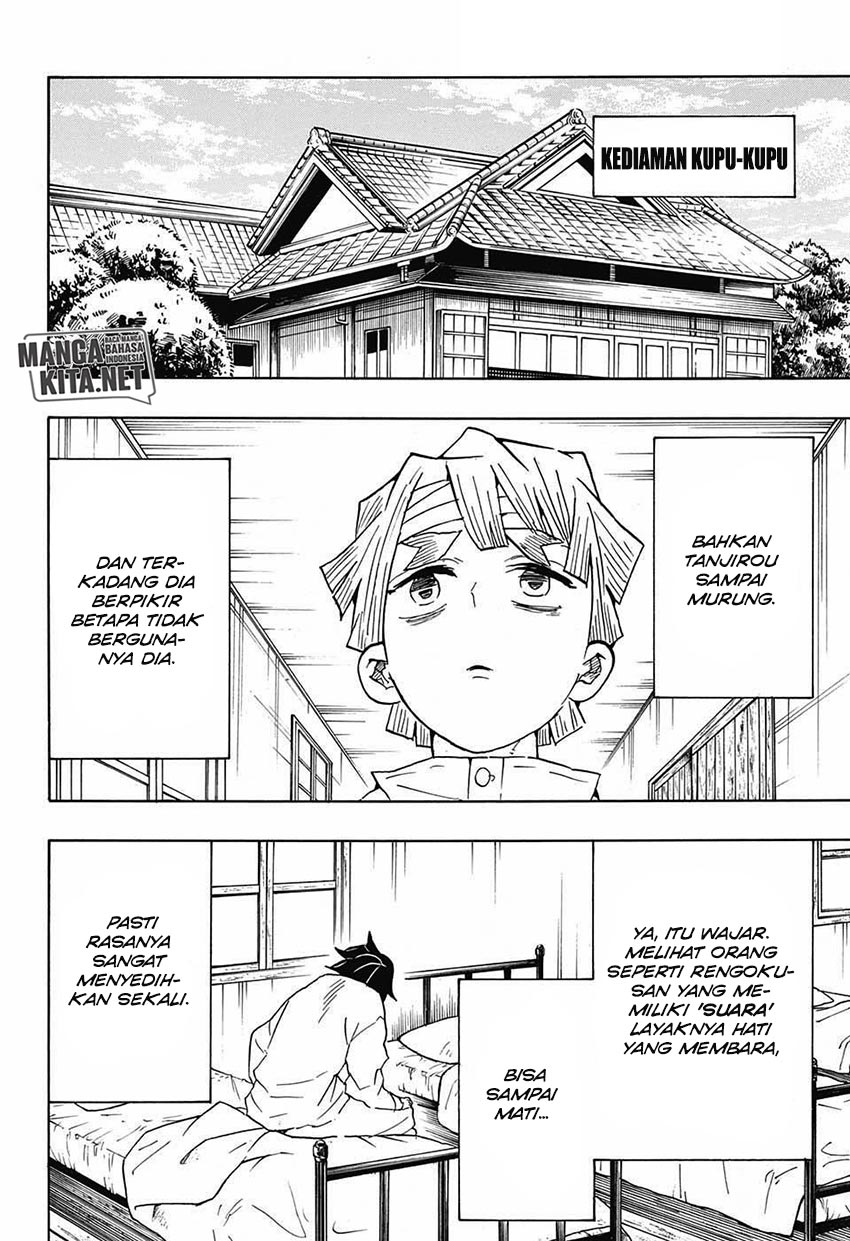 KEDIAMAN KUPU-KUPU
MANGA
KITA.NET
BACA MANGA
BAHASA
INDONESIA
BAHKAN
TANJIROU
SAMPAI
MURUNG.
DAN TER-
KADANG DIA
BERPIKIR
BETAPA TIDAK
BERGUNA-
NYA DIA.
YA, ITU WAJAR.
MELIHAT ORANG
SEPERTI RENGOKU-
SAN YANG ME-
MILIKI 'SUARA'
LAYAKNYA HATI
YANG MEMBARA,
BISA
SAMPAI
MATI...
PASTI
RASANYA
SANGAT
MENYEDIH-
KAN SEKALI.